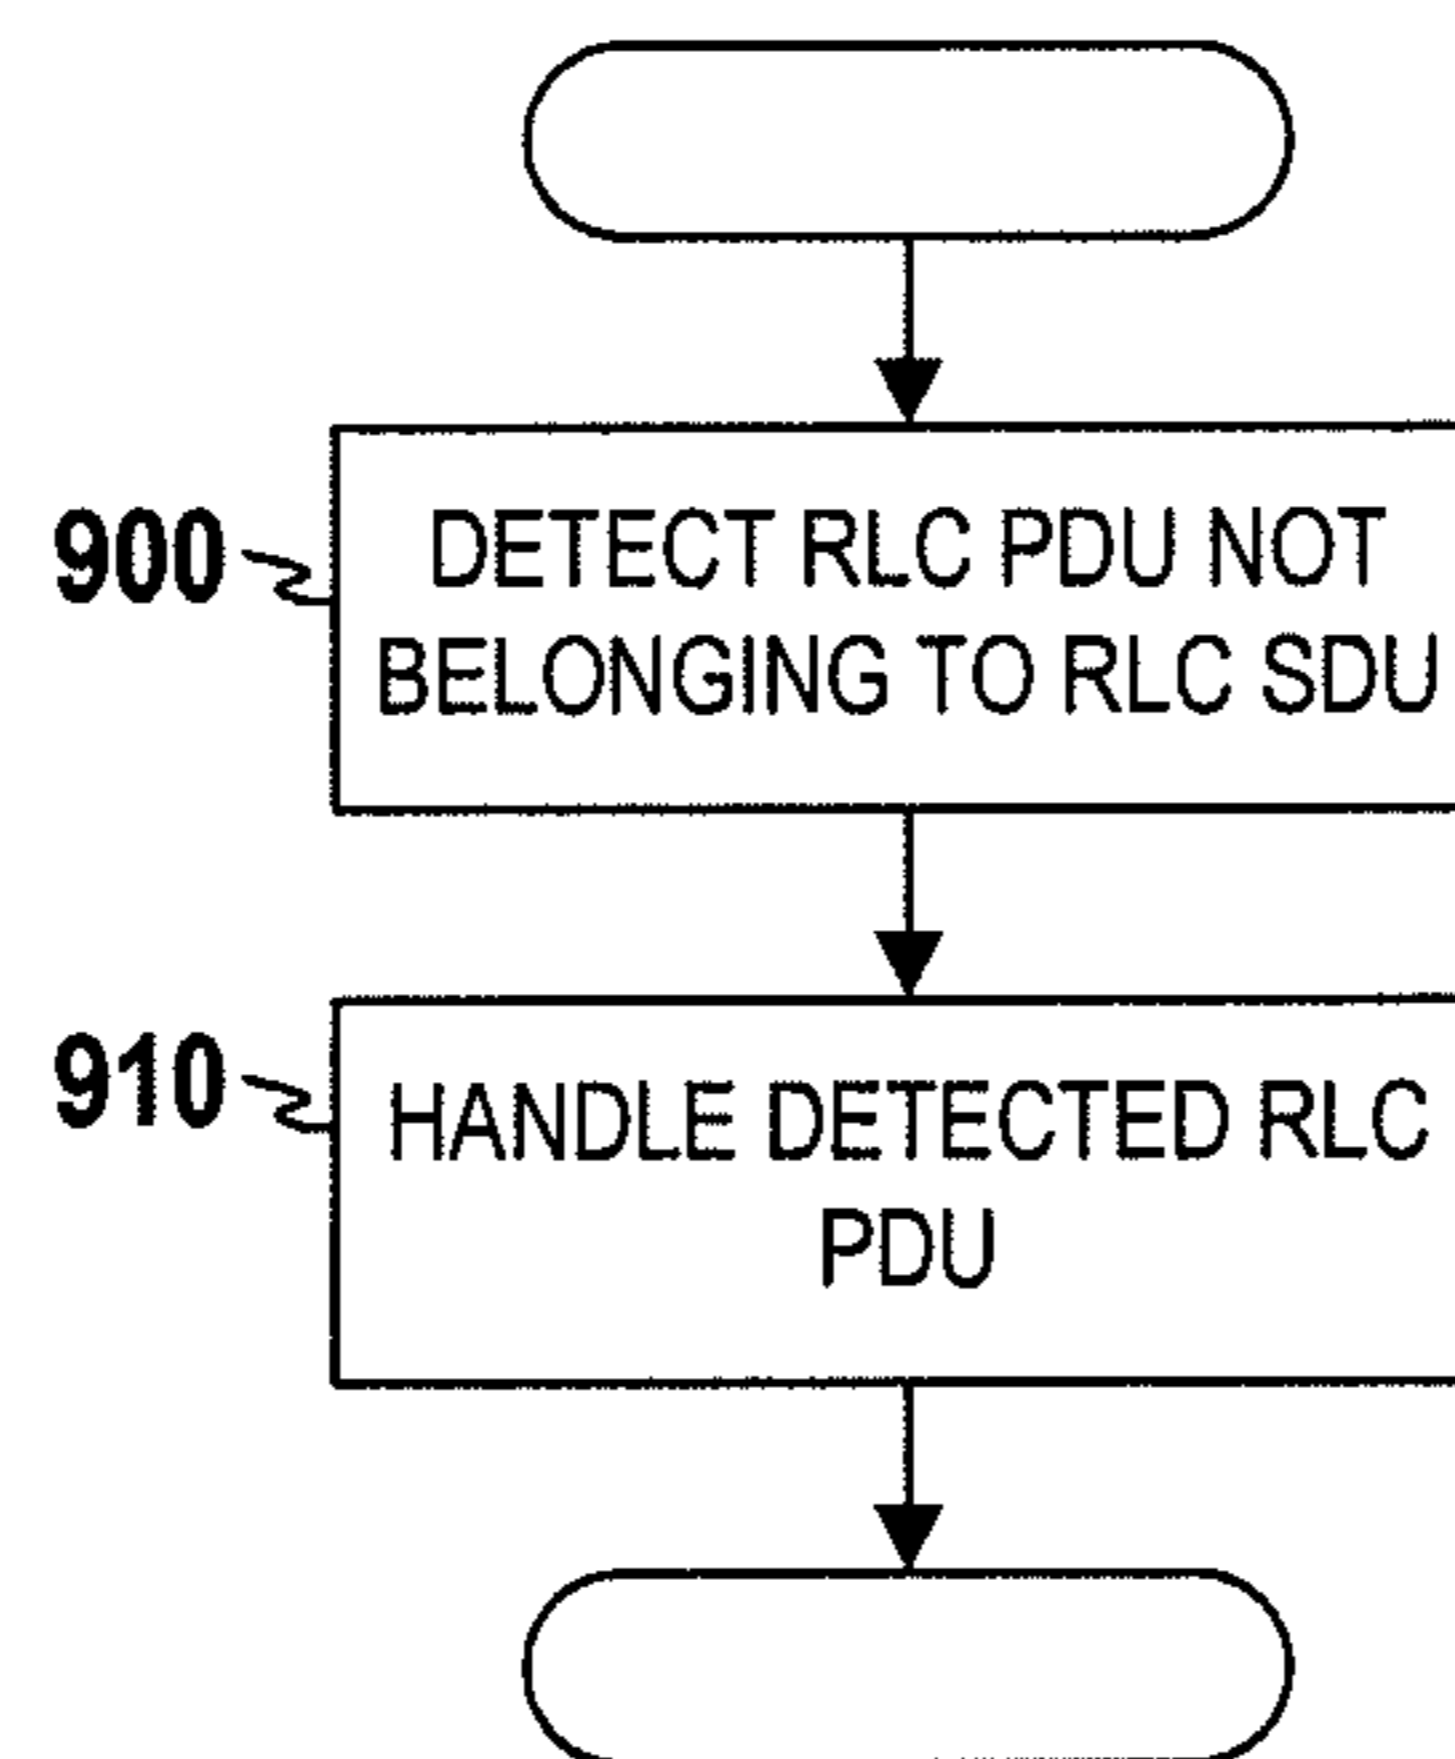 900
DETECT RLC PDU NOT
BELONGING TO RLC SDU
910
HANDLE DETECTED RLC
PDU